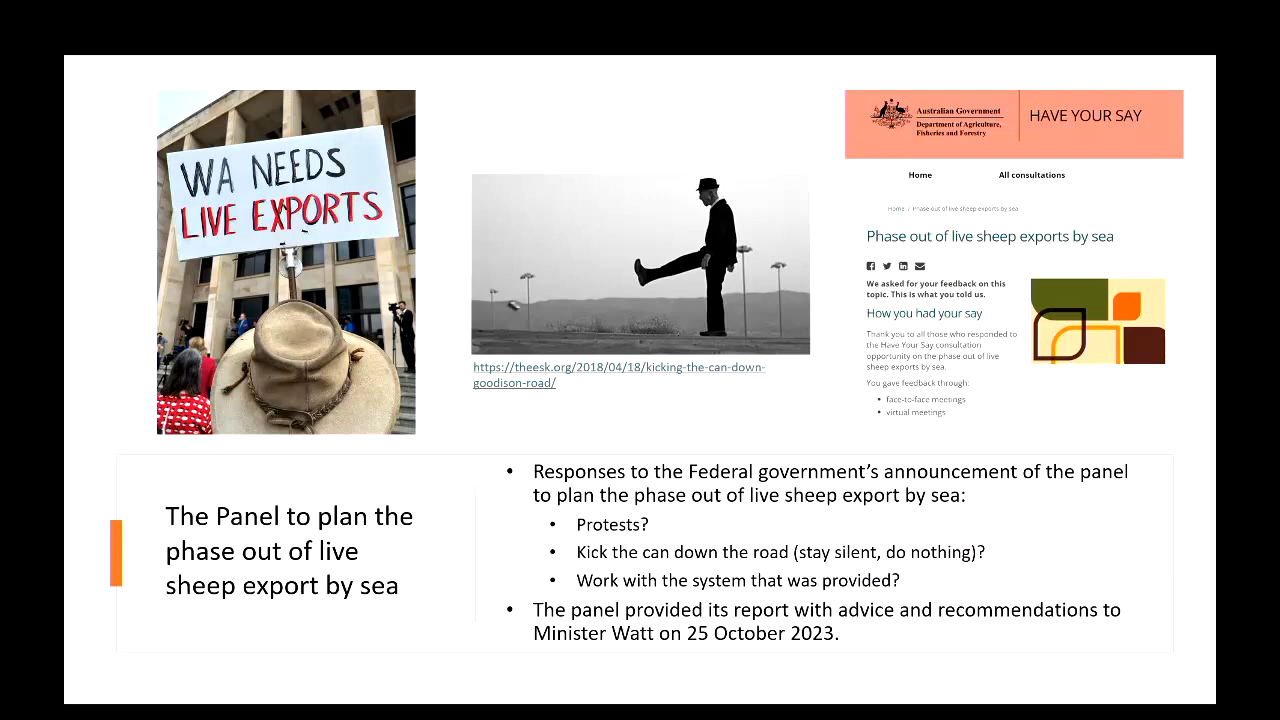 WA NEEDS
LIVE EXPORTS
https://theesk.org/2018/04/18/kicking-the-can-down-
goodison-road/
Australian Government
Department of Agriculture,
Fisheries and Forestry
HAVE YOUR SAY
Home
All consultations
Home / Phase out of live sheep exports by sea
Phase out of live sheep exports by sea
We asked for your feedback on this
topic. This is what you told us.
How you had your say
Thank you to all those who responded to
the Have Your Say consultation
opportunity on the phase out of live
sheep exports by sea.
You gave feedback through:
• face-to-face meetings
• virtual meetings
The Panel to plan the
phase out of live
sheep export by sea
• Responses to the Federal government’s announcement of the panel
to plan the phase out of live sheep export by sea:
• Protests?
• Kick the can down the road (stay silent, do nothing)?
• Work with the system that was provided?
• The panel provided its report with advice and recommendations to
Minister Watt on 25 October 2023.